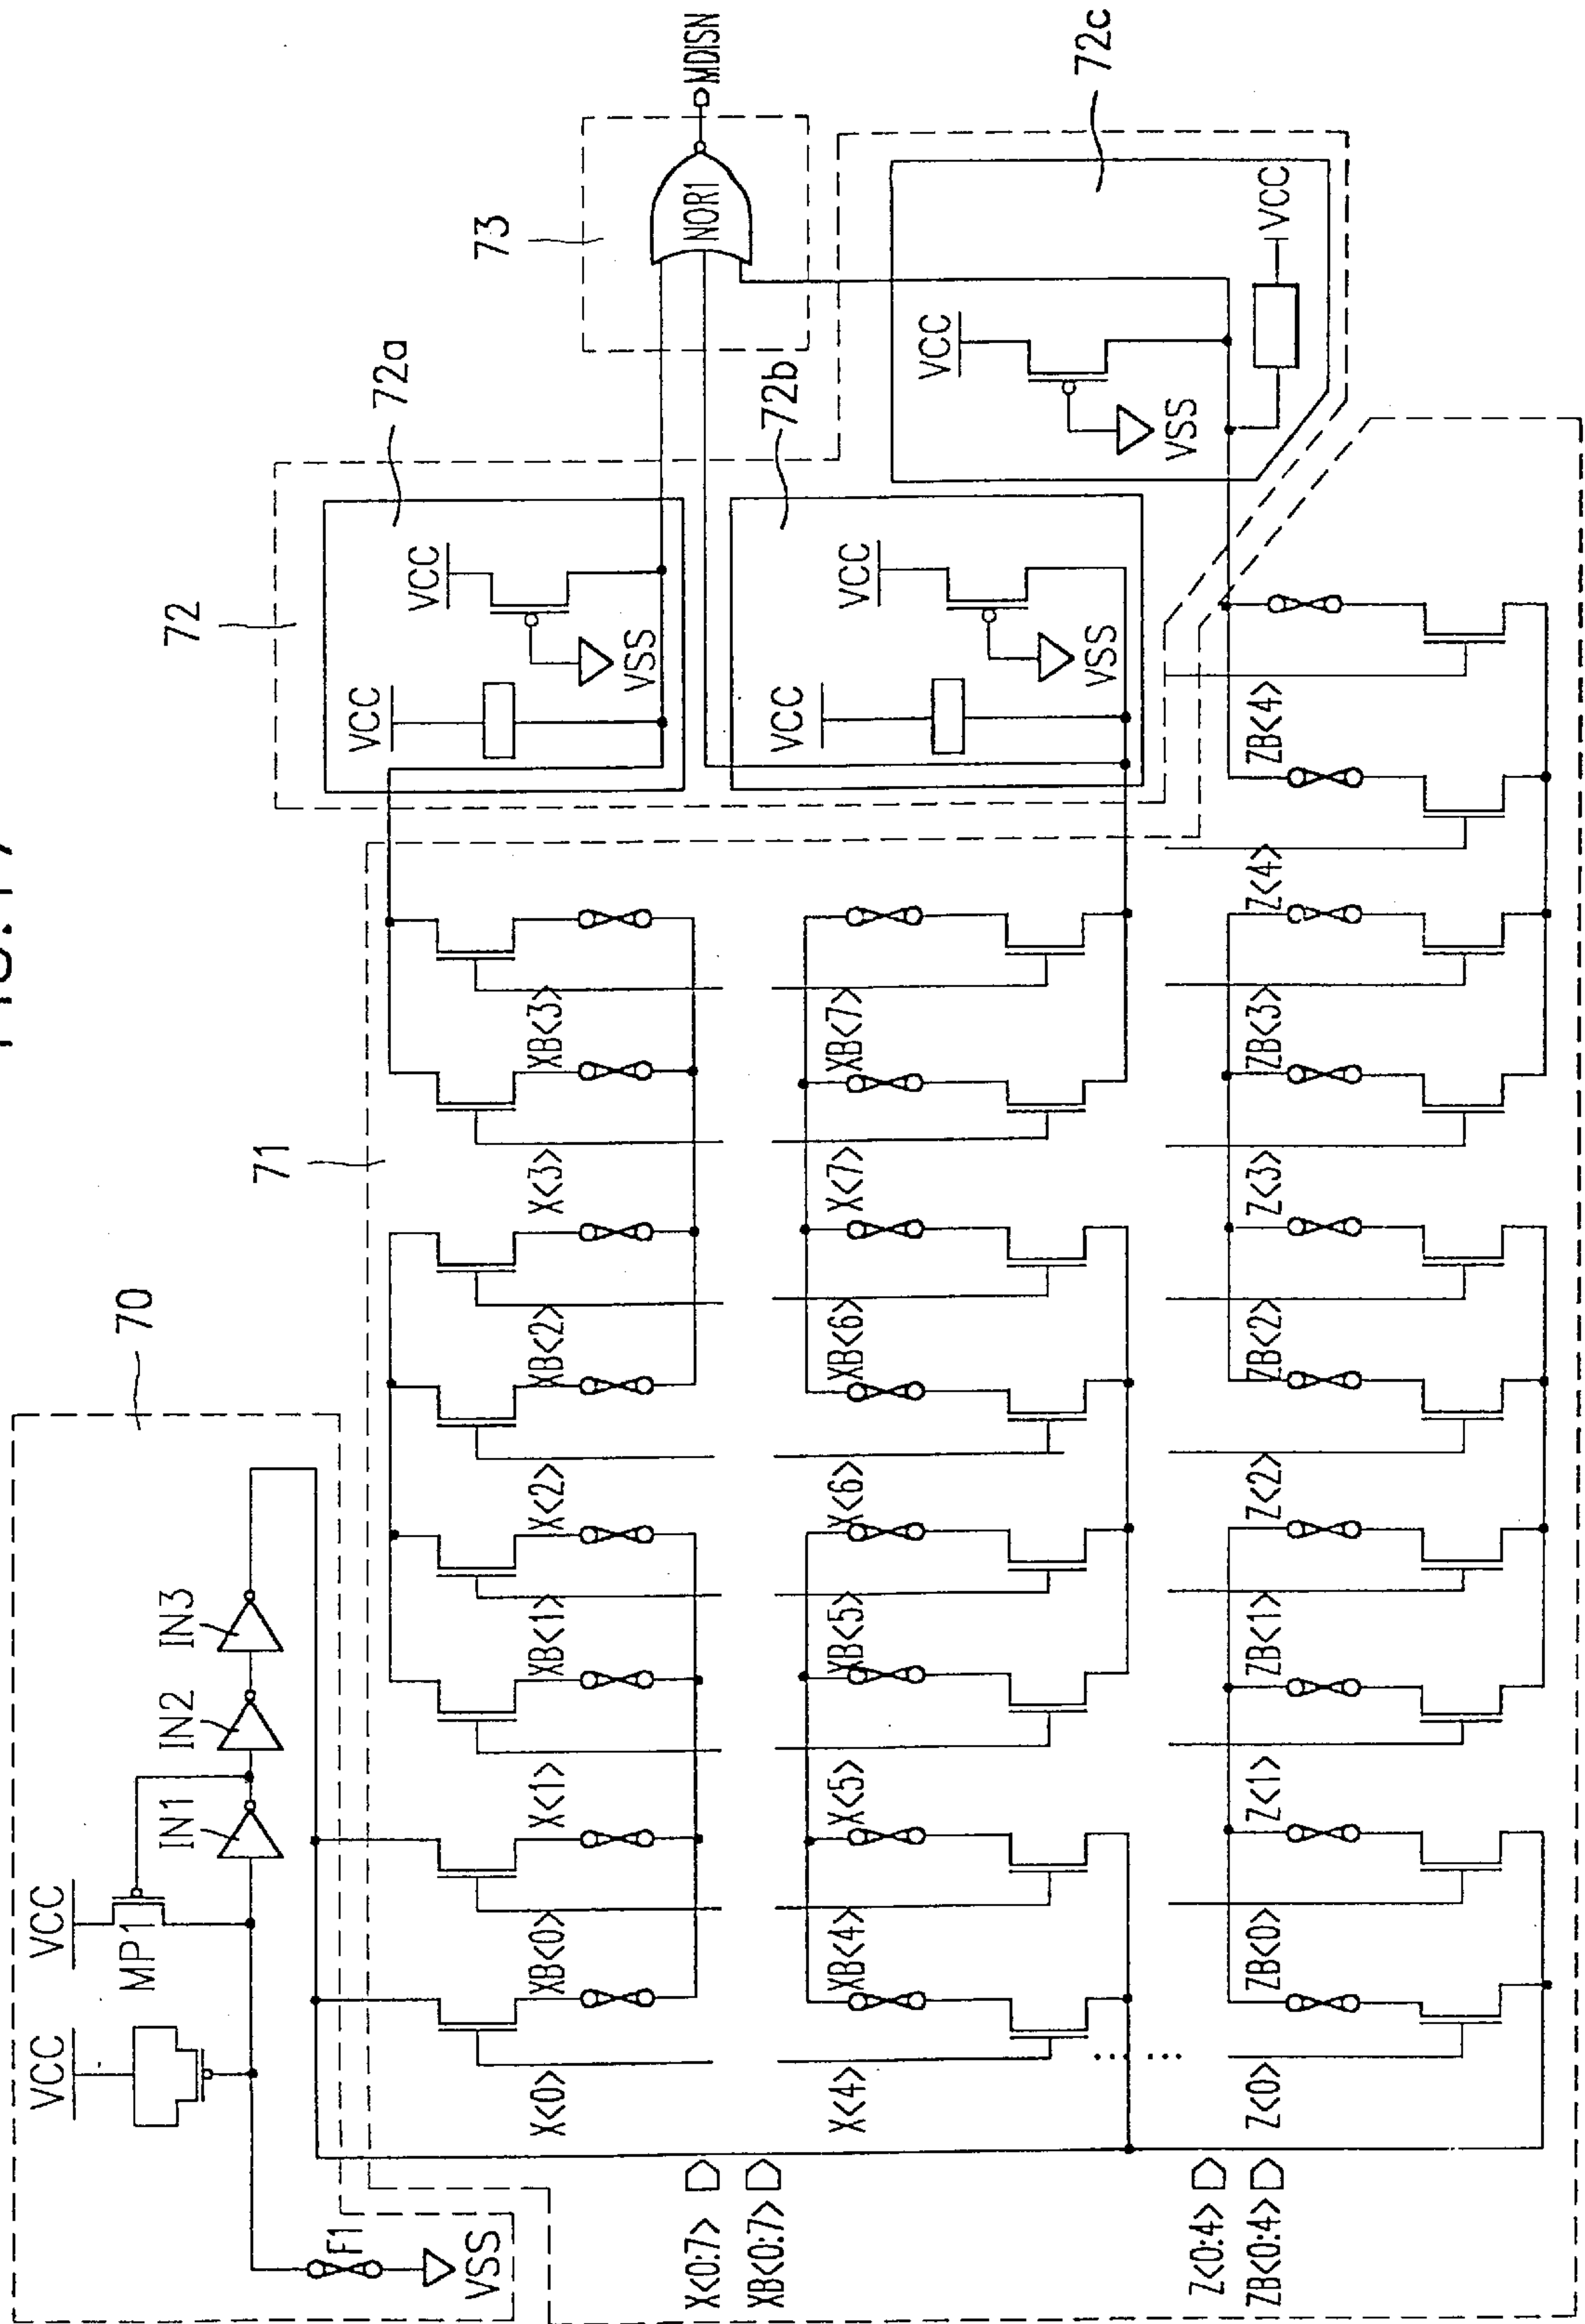 70
VCC
VCC
MP1
IN1
IN2
IN3
F1
VSS
71
72
72a
VCC
VCC
VSS
72b
VCC
VCC
VSS
73
NOR1
MDISN
72c
VCC
VSS
VCC
X<0>
XB<0>
X<1>
XB<1>
X<2>
XB<2>
X<3>
XB<3>
X<4>
XB<4>
X<5>
XB<5>
X<6>
XB<6>
X<7>
XB<7>
X<0:7>
XB<0:7>
Z<0>
ZB<0>
Z<1>
ZB<1>
Z<2>
ZB<2>
Z<3>
ZB<3>
Z<4>
ZB<4>
Z<0:4>
ZB<0:4>